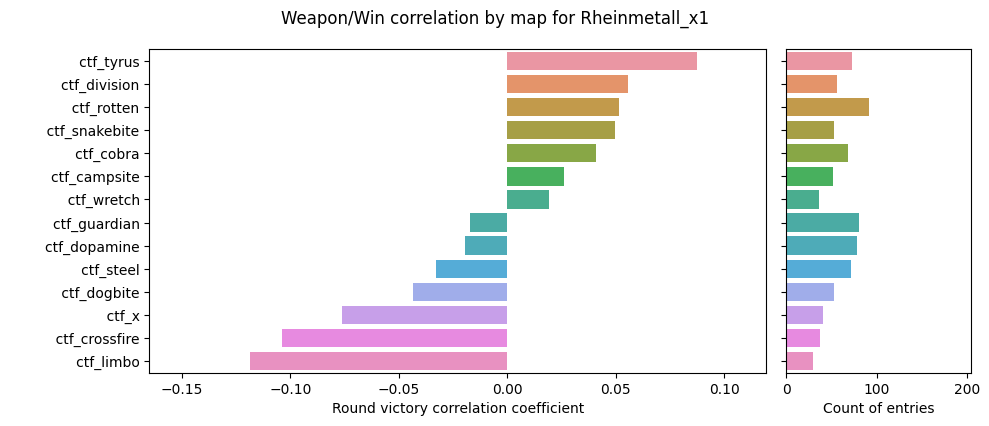 Weapon/Win correlation by map for Rheinmetall_x1
ctf_tyrus
ctf_division
ctf_rotten
ctf_snakebite
ctf_cobra
ctf_campsite
ctf_wretch
ctf_guardian
ctf_dopamine
ctf_steel
ctf_dogbite
ctf_x
ctf_crossfire
ctf_limbo
−0.15 −0.10 −0.05 0.00 0.05 0.10
Round victory correlation coefficient
0 100 200
Count of entries